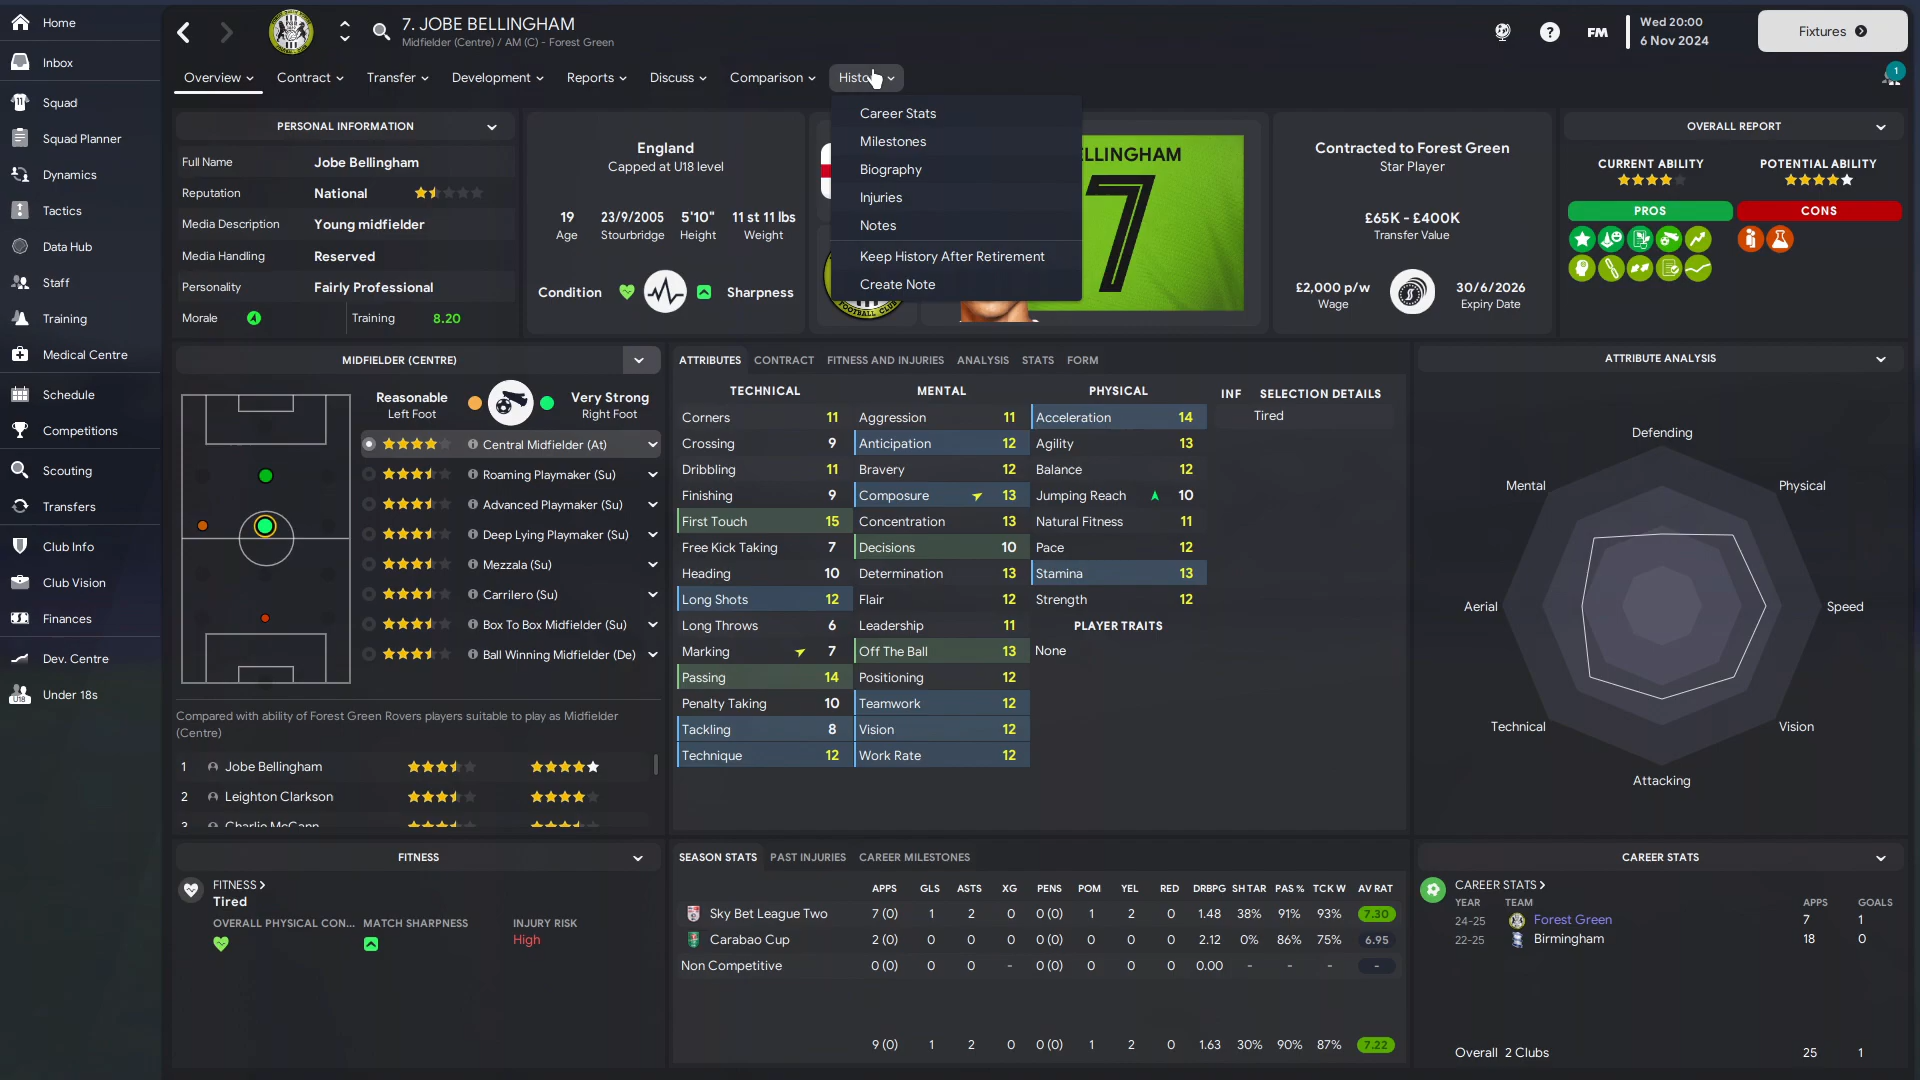 Home
Inbox
Squad
Squad Planner
Dynamics
Tactics
Data Hub
Staff
Training
Medical Centre
Schedule
Competitions
Scouting
Transfers
Club Info
Club Vision
Finances
Dev. Centre
Under 18s
7. JOBE BELLINGHAM
Midfielder (Centre) / AM (C) - Forest Green
FM
Wed 20:00
6 Nov 2024
Fixtures
1
Overview Contract Transfer Development Reports Discuss Comparison
Career Stats
Milestones
Biography
Injuries
Notes
Keep History After Retirement
Create Note
PERSONAL INFORMATION
Full Name Jobe Bellingham
Reputation National
Media Description Young midfielder
Media Handling Reserved
Personality Fairly Professional
Morale Training 8.20
England
Capped at U18 level
19 23/9/2005 5'10" 11 st 11 lbs
Age Stourbridge Height Weight
Condition Sharpness
ELLINGHAM
7
FOOTBALL CLUB
Contracted to Forest Green
Star Player
£65K - £400K
Transfer Value
£2,000 p/w 30/6/2026
Wage Expiry Date
OVERALL REPORT
CURRENT ABILITY POTENTIAL ABILITY
PROS CONS
MIDFIELDER (CENTRE)
Reasonable Very Strong
Left Foot Right Foot
Central Midfielder (At)
Roaming Playmaker (Su)
Advanced Playmaker (Su)
Deep Lying Playmaker (Su)
Mezzala (Su)
Carrilero (Su)
Box To Box Midfielder (Su)
Ball Winning Midfielder (De)
Compared with ability of Forest Green Rovers players suitable to play as Midfielder
(Centre)
1 Jobe Bellingham
2 Leighton Clarkson
3 Charlie McCann
ATTRIBUTES CONTRACT FITNESS AND INJURIES ANALYSIS STATS FORM
TECHNICAL MENTAL PHYSICAL INF SELECTION DETAILS
Corners 11 Aggression 11 Acceleration 14 Tired
Crossing 9 Anticipation 12 Agility 13
Dribbling 11 Bravery 12 Balance 12
Finishing 9 Composure 13 Jumping Reach 10
First Touch 15 Concentration 13 Natural Fitness 11
Free Kick Taking 7 Decisions 10 Pace 12
Heading 10 Determination 13 Stamina 13
Long Shots 12 Flair 12 Strength 12
Long Throws 6 Leadership 11 PLAYER TRAITS
Marking 7 Off The Ball 13 None
Passing 14 Positioning 12
Penalty Taking 10 Teamwork 12
Tackling 8 Vision 12
Technique 12 Work Rate 12
ATTRIBUTE ANALYSIS
Defending
Mental Physical
Aerial Speed
Technical Vision
Attacking
FITNESS
FITNESS
Tired
OVERALL PHYSICAL CON... MATCH SHARPNESS INJURY RISK
High
SEASON STATS PAST INJURIES CAREER MILESTONES
APPS GLS ASTS XG PENS POM YEL RED DRBPG SH TAR PAS % TCK W AV RAT
Sky Bet League Two 7 (0) 1 2 0 0 (0) 1 2 0 1.48 38% 91% 93% 7.30
Carabao Cup 2 (0) 0 0 0 0 (0) 0 0 0 2.12 0% 86% 75% 6.95
Non Competitive 0 (0) 0 0 - 0 (0) 0 0 0 0.00 - - - -
9 (0) 1 2 0 0 (0) 1 2 0 1.63 30% 90% 87% 7.22
CAREER STATS
CAREER STATS
YEAR TEAM APPS GOALS
24-25 Forest Green 7 1
22-25 Birmingham 18 0
Overall 2 Clubs 25 1